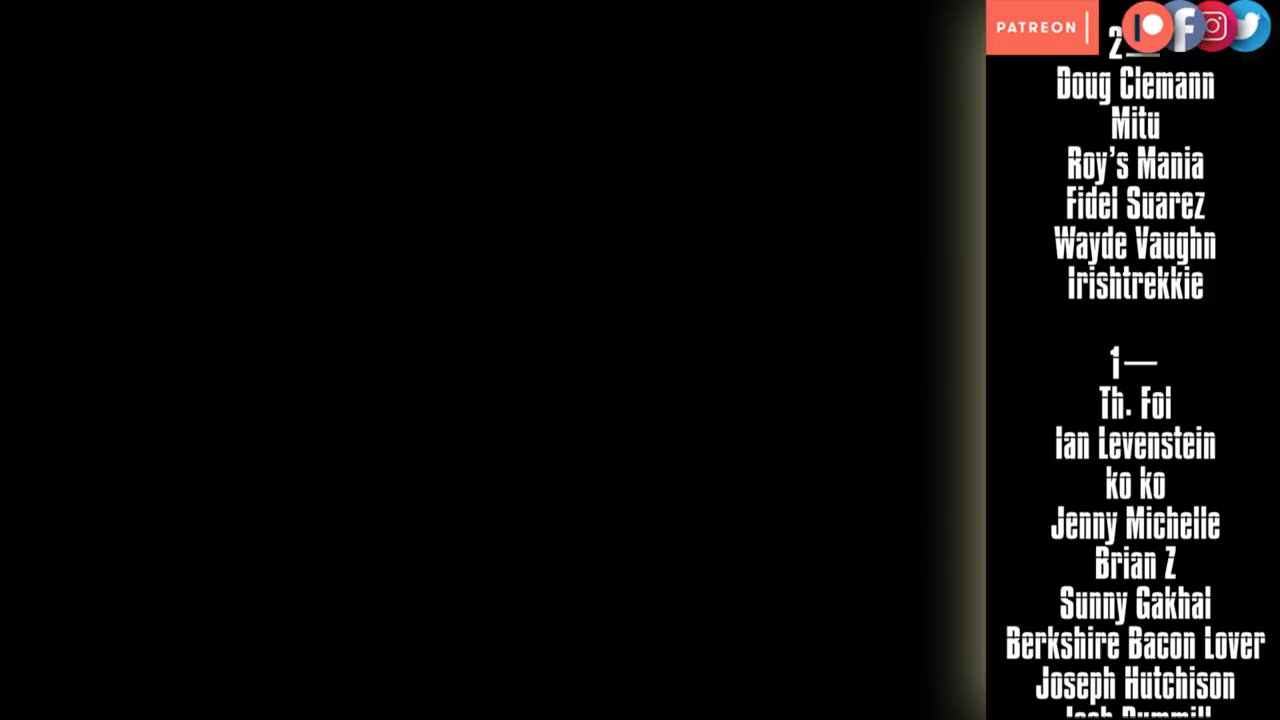 PATREON
2—
Doug Clemann
Mitu
Roy's Mania
Fidel Suarez
Wayde Vaughn
Irishtrekkie
1—
Th. Fol
Ian Levenstein
ko ko
Jenny Michelle
Brian Z
Sunny Gakhal
Berkshire Bacon Lover
Joseph Hutchison